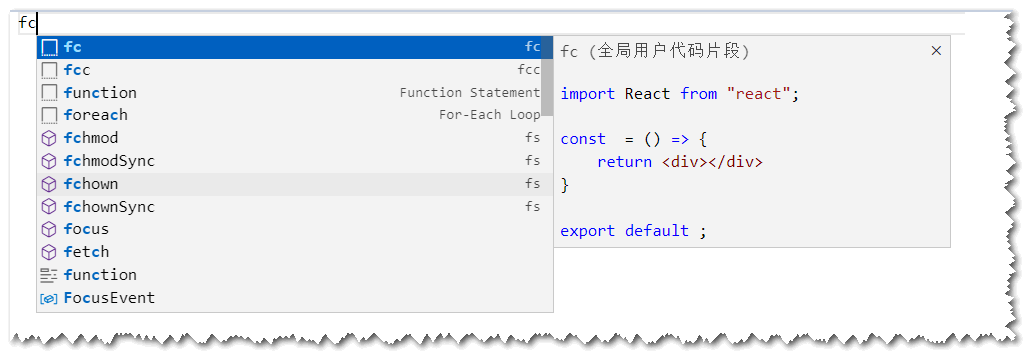 fc
fc fc
fcc fcc
function Function Statement
foreach For-Each Loop
fchmod fs
fchmodSync fs
fchown fs
fchownSync fs
focus
fetch
function
FocusEvent
fc (全局用户代码片段)
import React from "react";
const  = () => {
    return <div></div>
}
export default ;